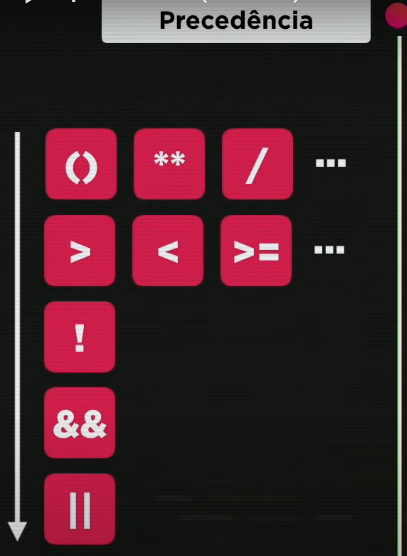 Precedência
() ** / ...
> < >= ...
!
&&
||